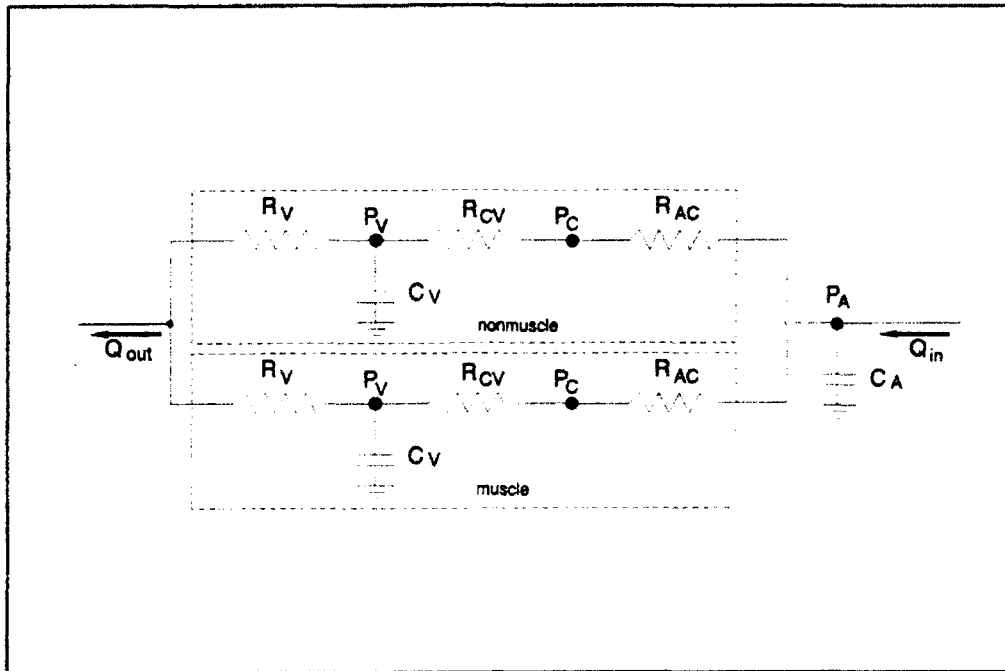 R_V P_V R_CV P_C R_AC
C_V
P_A
nonmuscle
Q_out Q_in
R_V P_V R_CV P_C R_AC
C_A
C_V
muscle